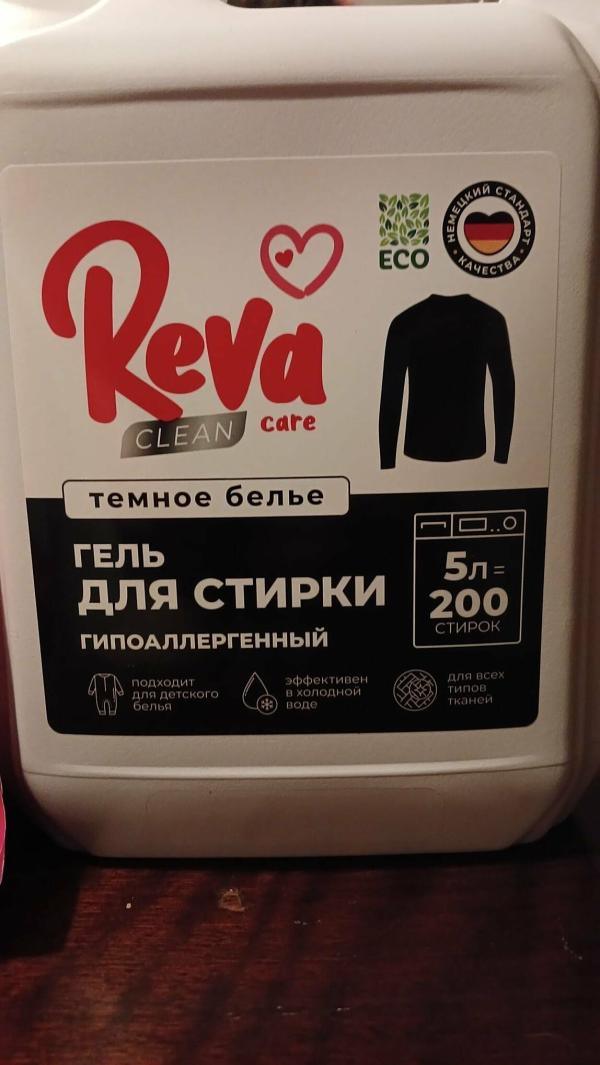 ECO
НЕМЕЦКИЙ СТАНДАРТ
• КАЧЕСТВА •
Reva
CLEAN
care
темное белье
ГЕЛЬ
ДЛЯ СТИРКИ
ГИПОАЛЛЕРГЕННЫЙ
5л =
200
СТИРОК
подходит
для детского
белья
эффективен
в холодной
воде
для всех
типов
тканей